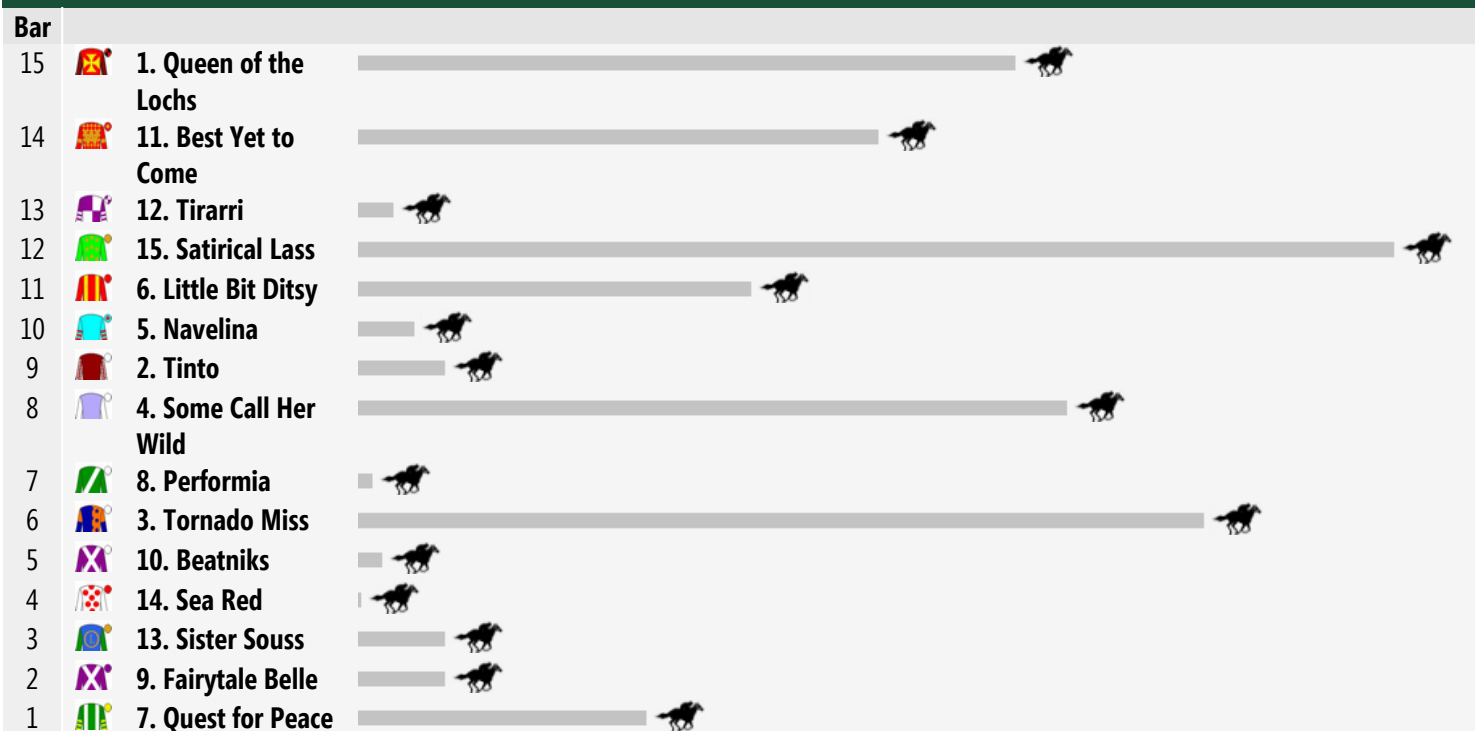 Bar
15 1. Queen of the
Lochs
14 11. Best Yet to
Come
13 12. Tirarri
12 15. Satirical Lass
11 6. Little Bit Ditsy
10 5. Navelina
9 2. Tinto
8 4. Some Call Her
Wild
7 8. Performia
6 3. Tornado Miss
5 10. Beatniks
4 14. Sea Red
3 13. Sister Souss
2 9. Fairytale Belle
1 7. Quest for Peace